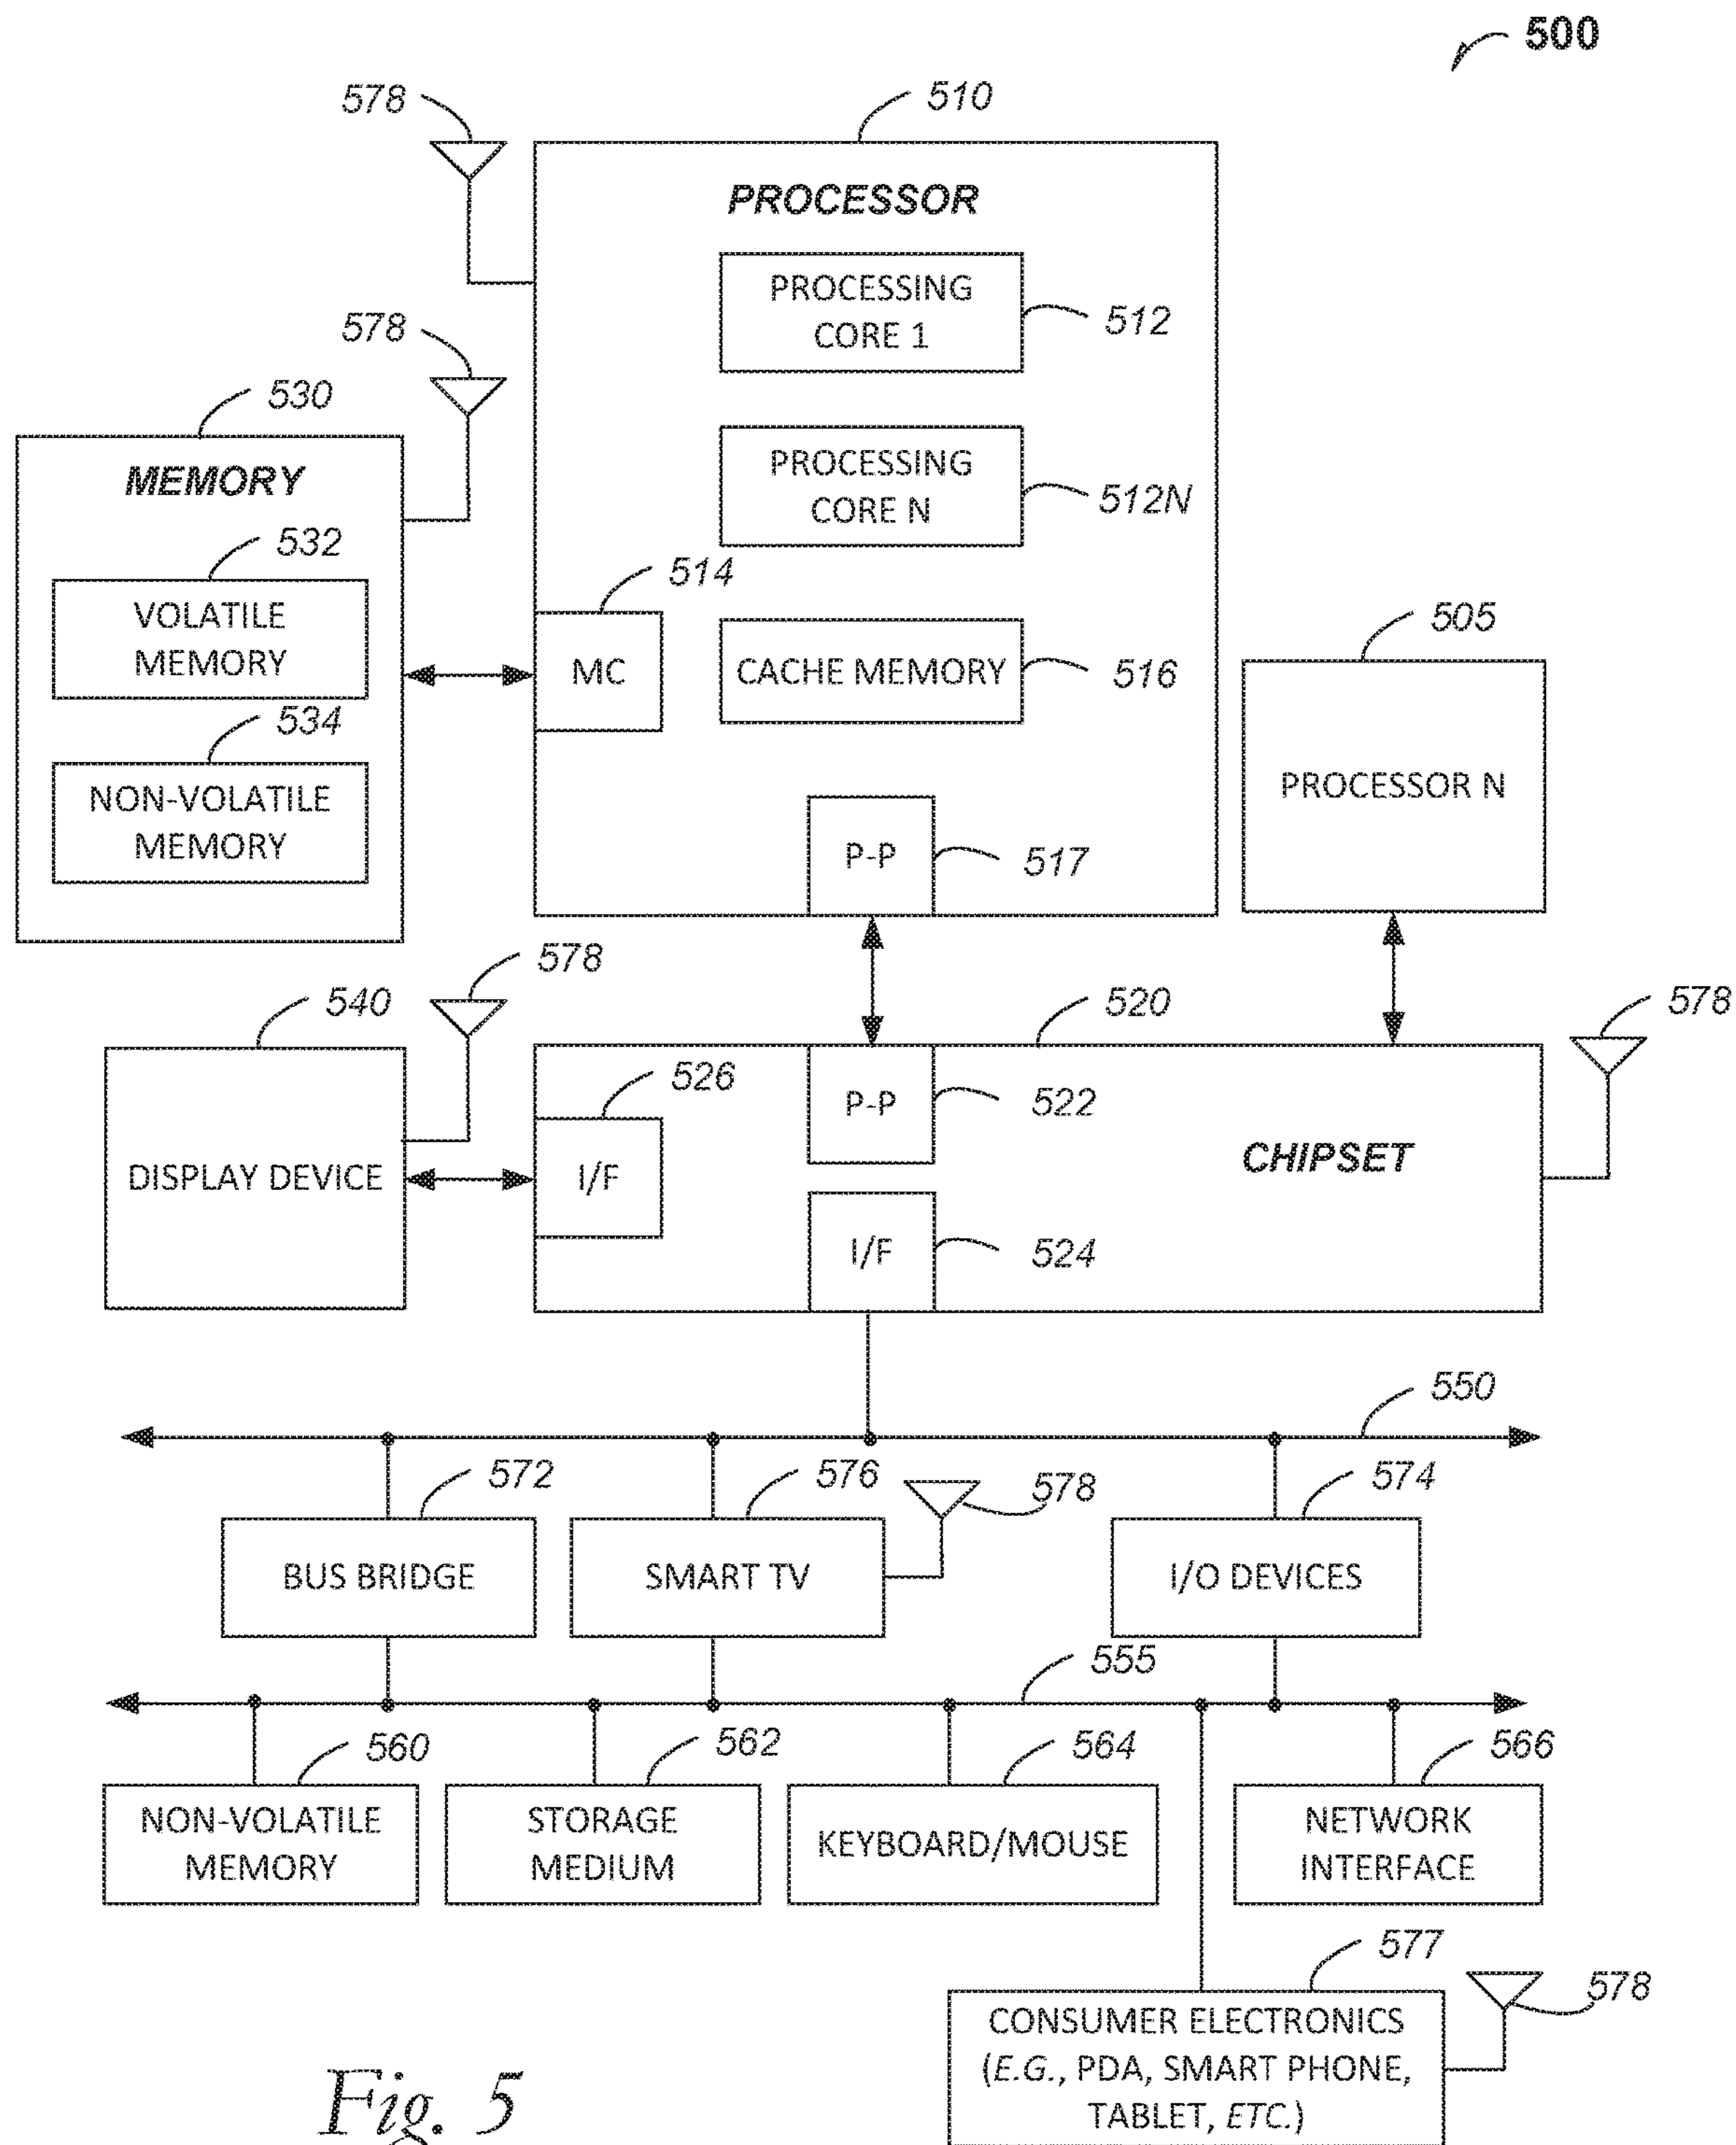 500
578
510
PROCESSOR
PROCESSING
CORE 1
512
578
530
MEMORY
PROCESSING
CORE N
512N
532
VOLATILE
MEMORY
514
MC
CACHE MEMORY
516
505
PROCESSOR N
534
NON-VOLATILE
MEMORY
P-P
517
578
540
DISPLAY DEVICE
520
578
526
I/F
P-P
522
CHIPSET
I/F
524
550
572
BUS BRIDGE
576
SMART TV
578
574
I/O DEVICES
555
560
NON-VOLATILE
MEMORY
562
STORAGE
MEDIUM
564
KEYBOARD/MOUSE
566
NETWORK
INTERFACE
577
CONSUMER ELECTRONICS
(E.G., PDA, SMART PHONE,
TABLET, ETC.)
578
Fig. 5